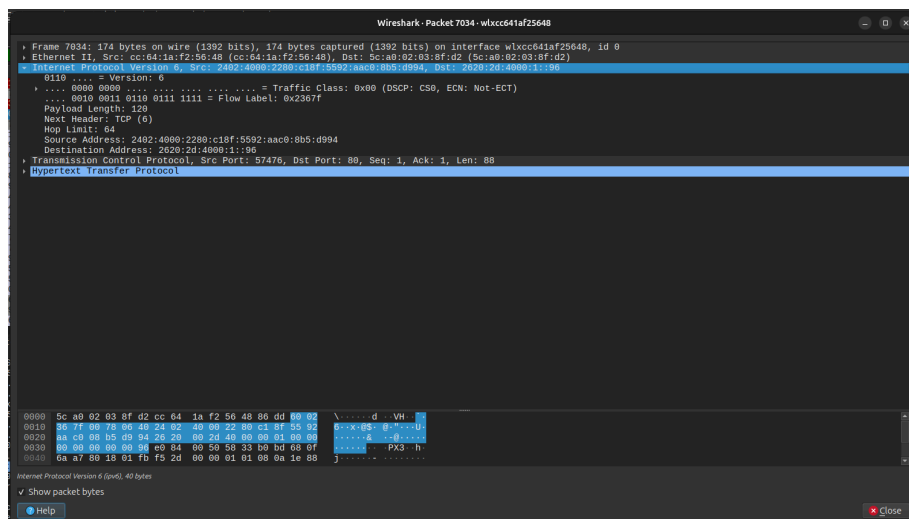 Wireshark · Packet 7034 · wlxcc641af25648
Frame 7034: 174 bytes on wire (1392 bits), 174 bytes captured (1392 bits) on interface wlxcc641af25648, id 0
Ethernet II, Src: cc:64:1a:f2:56:48 (cc:64:1a:f2:56:48), Dst: 5c:a0:02:03:8f:d2 (5c:a0:02:03:8f:d2)
Internet Protocol Version 6, Src: 2402:4000:2280:c18f:5592:aac0:8b5:d994, Dst: 2620:2d:4000:1::96
0110 .... = Version: 6
.... 0000 0000 .... .... .... .... .... = Traffic Class: 0x00 (DSCP: CS0, ECN: Not-ECT)
.... 0010 0011 0110 0111 1111 = Flow Label: 0x2367f
Payload Length: 120
Next Header: TCP (6)
Hop Limit: 64
Source Address: 2402:4000:2280:c18f:5592:aac0:8b5:d994
Destination Address: 2620:2d:4000:1::96
Transmission Control Protocol, Src Port: 57476, Dst Port: 80, Seq: 1, Ack: 1, Len: 88
Hypertext Transfer Protocol
0000 5c a0 02 03 8f d2 cc 64 1a f2 56 48 86 dd 60 02 \······d ··VH··`·
0010 36 7f 00 78 06 40 24 02 40 00 22 80 c1 8f 55 92 6··x·@$· @·"···U·
0020 aa c0 08 b5 d9 94 26 20 00 2d 40 00 00 01 00 00 ······& ·-@·····
0030 00 00 00 00 00 96 e0 84 00 50 58 33 b0 bd 68 0f ········ ·PX3··h·
0040 6a a7 80 18 01 fb f5 2d 00 00 01 01 08 0a 1e 88 j······- ········
Internet Protocol Version 6 (ipv6), 40 bytes
Show packet bytes
Help
Close